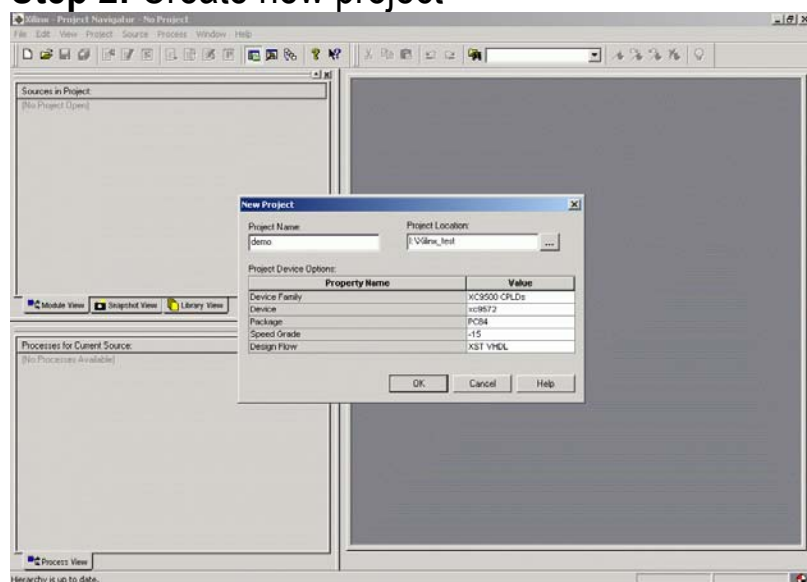 Step 2: Create new project
Xilinx - Project Navigator - No Project
File Edit View Project Source Process Window Help
Sources in Project:
(No Project Open)
Module View Snapshot View Library View
Processes for Current Source:
(No Processes Available)
Process View
New Project
Project Name: Project Location:
demo I:\Xilinx_test ...
Project Device Options:
Property Name Value
Device Family XC9500 CPLDs
Device xc9572
Package PC84
Speed Grade -15
Design Flow XST VHDL
OK Cancel Help
Hierarchy is up to date.